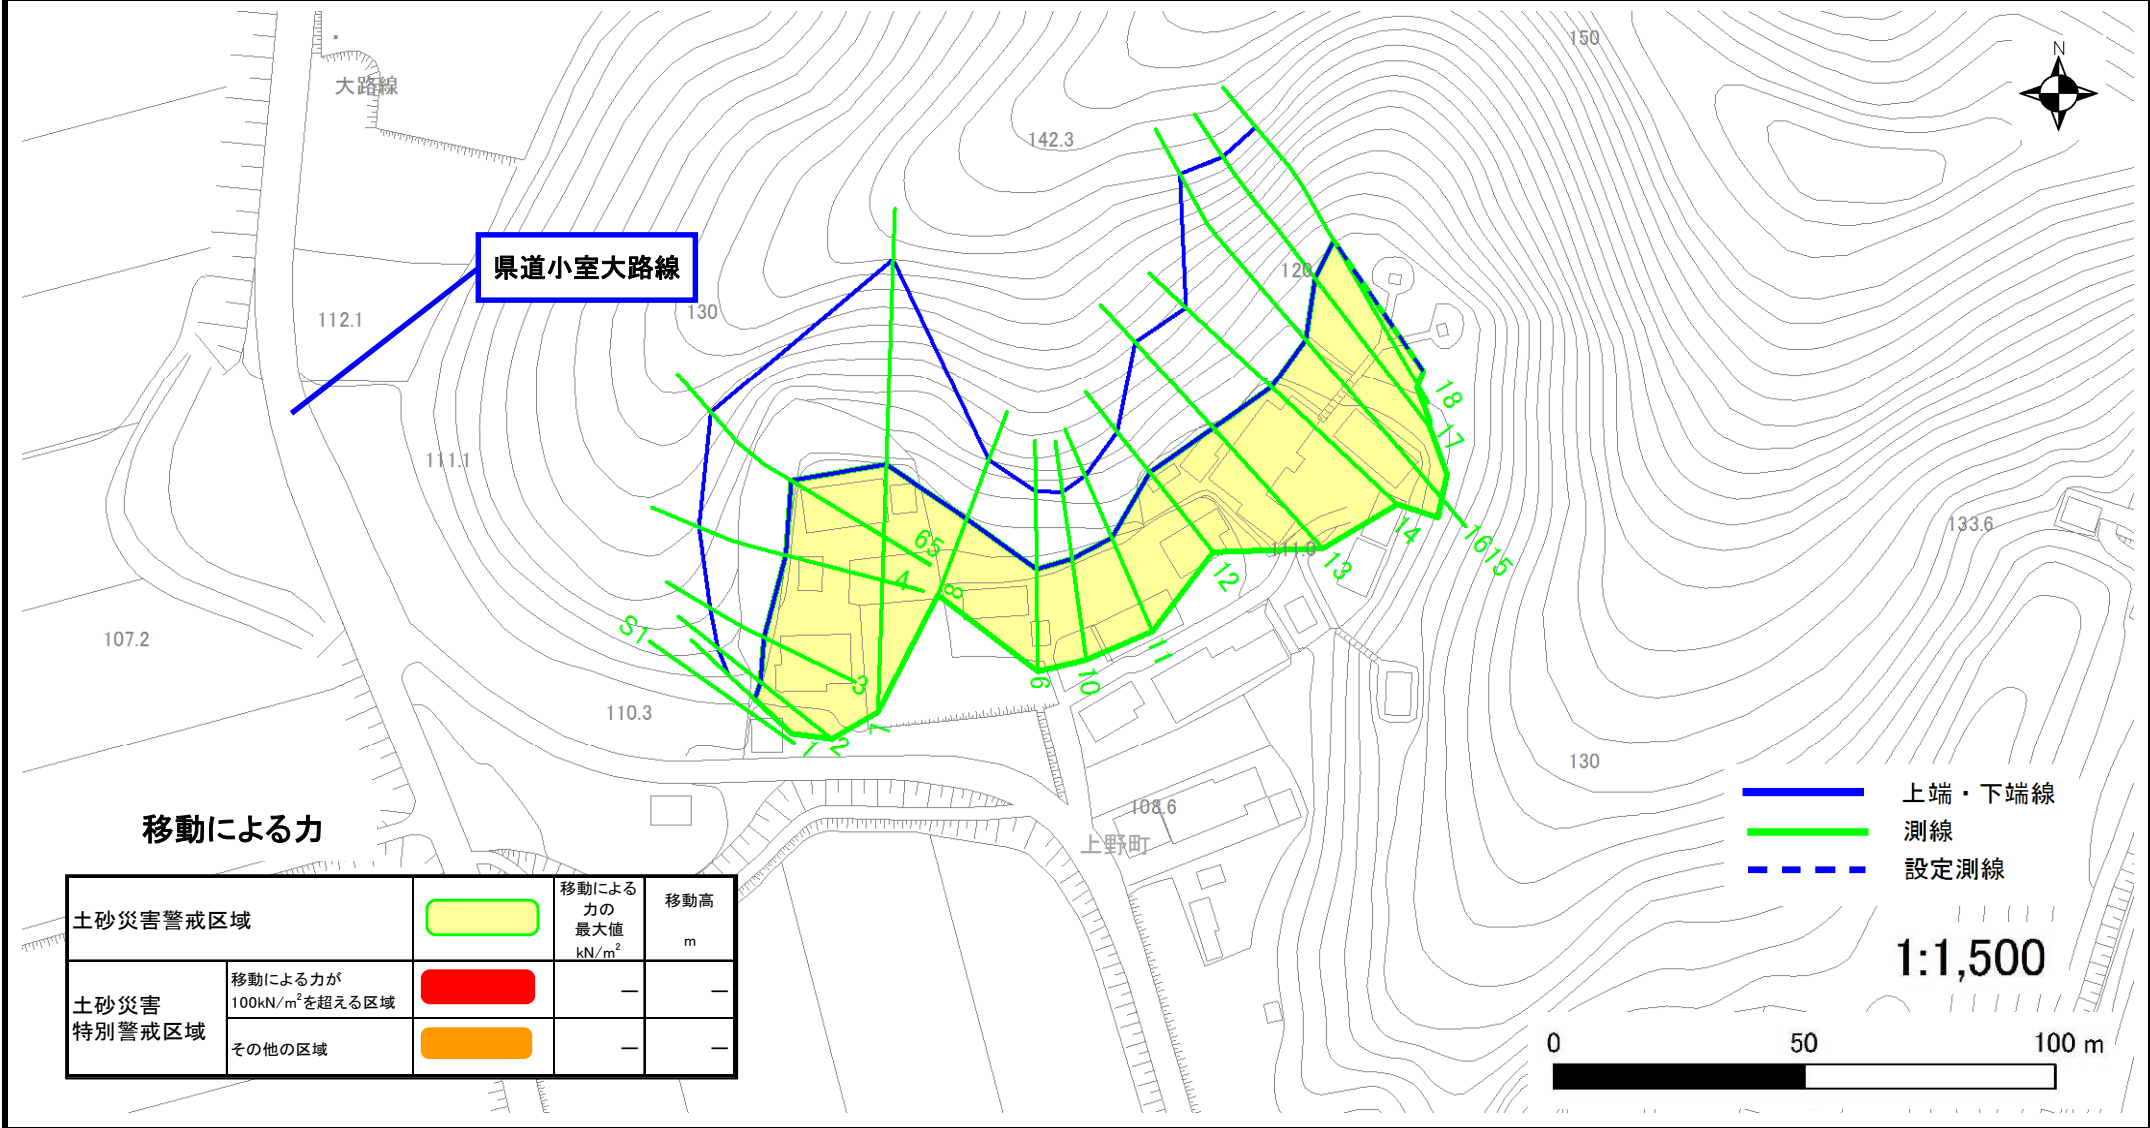 150
N
大路線
142.3
県道小室大路線
120
130
112.1
111.1
18
17
133.6
65
4
8
14
1615
111.0
13
12
S1
107.2
3
9
10
11
110.3
7
1
2
130
108.6
上野町
上端・下端線
測線
設定測線
1:1,500
0 50 100 m
移動による力
土砂災害警戒区域
移動による
力の
最大値
kN/m²
移動高
m
土砂災害
特別警戒区域
移動による力が
100kN/m²を超える区域
― ―
その他の区域
― ―